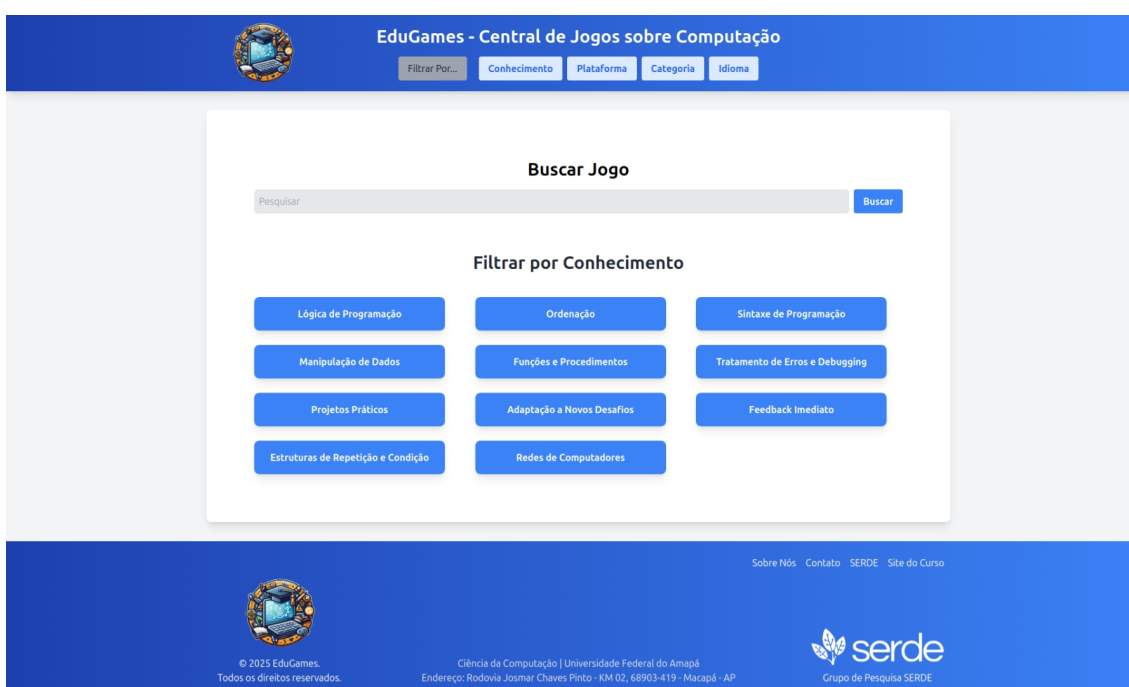 EduGames - Central de Jogos sobre Computação
Filtrar Por... Conhecimento Plataforma Categoria Idioma
Buscar Jogo
Pesquisar Buscar
Filtrar por Conhecimento
Lógica de Programação Ordenação Sintaxe de Programação
Manipulação de Dados Funções e Procedimentos Tratamento de Erros e Debugging
Projetos Práticos Adaptação a Novos Desafios Feedback Imediato
Estruturas de Repetição e Condição Redes de Computadores
Sobre Nós Contato SERDE Site do Curso
serde
© 2025 EduGames. Ciência da Computação | Universidade Federal do Amapá
Todos os direitos reservados. Endereço: Rodovia Josmar Chaves Pinto - KM 02, 68903-419 - Macapá - AP Grupo de Pesquisa SERDE